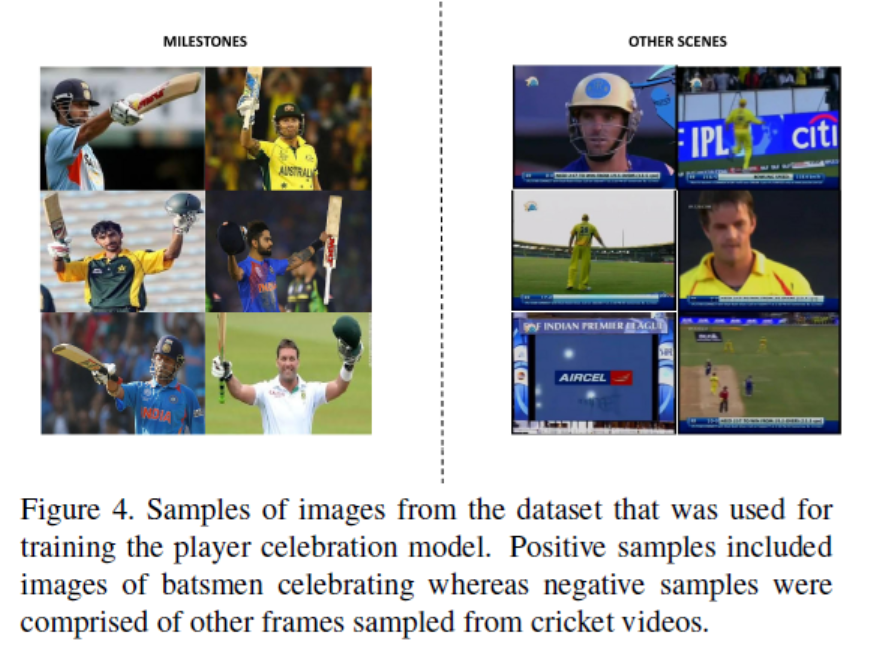 MILESTONES
OTHER SCENES
AUSTRALIA
IPL citi
INDIA
INDIAN PREMIER LEAGUE
AIRCEL
INDIA
Figure 4. Samples of images from the dataset that was used for
training the player celebration model. Positive samples included
images of batsmen celebrating whereas negative samples were
comprised of other frames sampled from cricket videos.